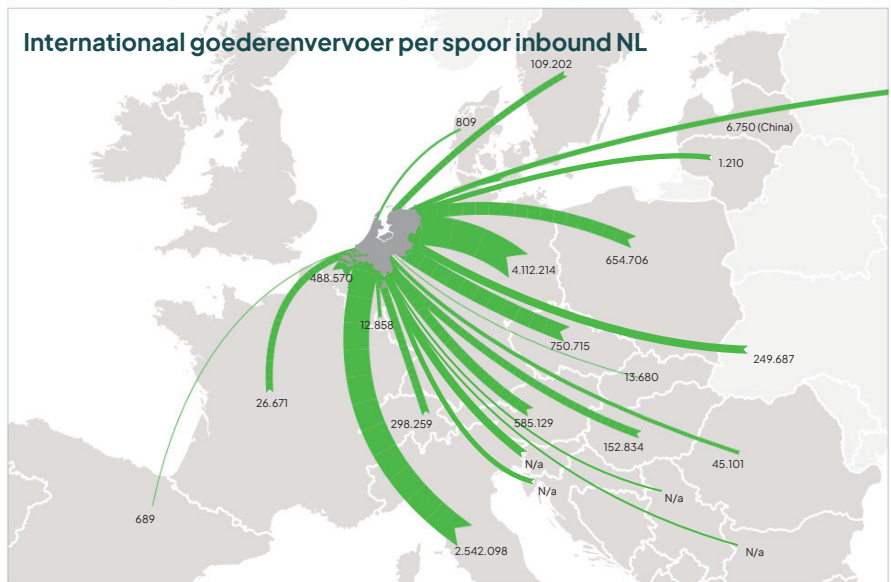 Internationaal goederenvervoer per spoor inbound NL
109.202
809
6.750 (China)
1.210
654.706
4.112.214
488.570
12.858
750.715
249.687
13.680
26.671
298.259
585.129
152.834
45.101
N/a
N/a
N/a
689
2.542.098
N/a